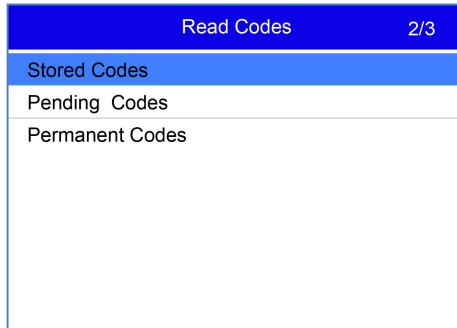 Read Codes 2/3
Stored Codes
Pending Codes
Permanent Codes